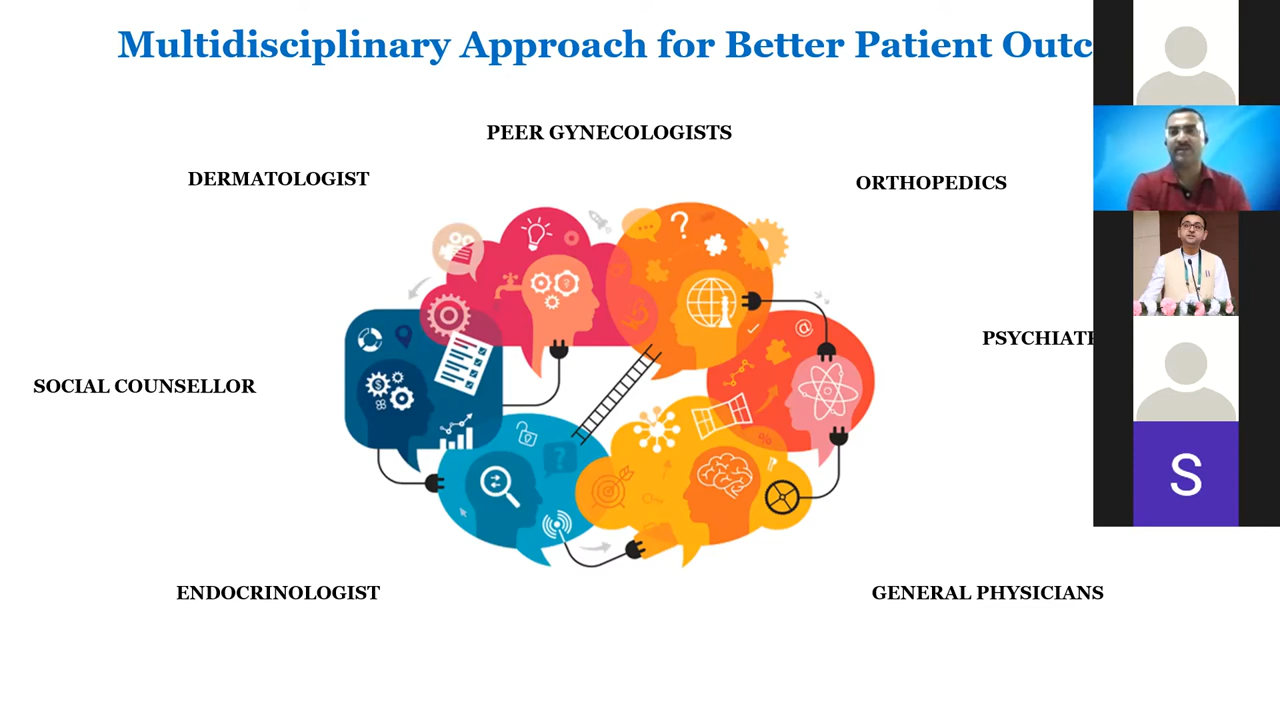 Multidisciplinary Approach for Better Patient Outc
PEER GYNECOLOGISTS
DERMATOLOGIST
ORTHOPEDICS
PSYCHIAT
SOCIAL COUNSELLOR
ENDOCRINOLOGIST
GENERAL PHYSICIANS
S